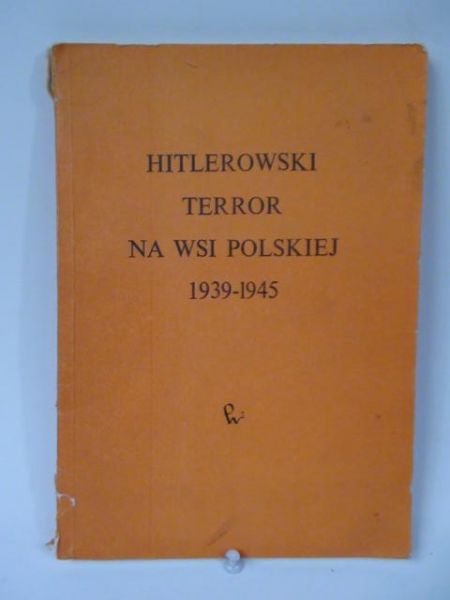 HITLEROWSKI
TERROR
NA WSI POLSKIEJ
1939-1945